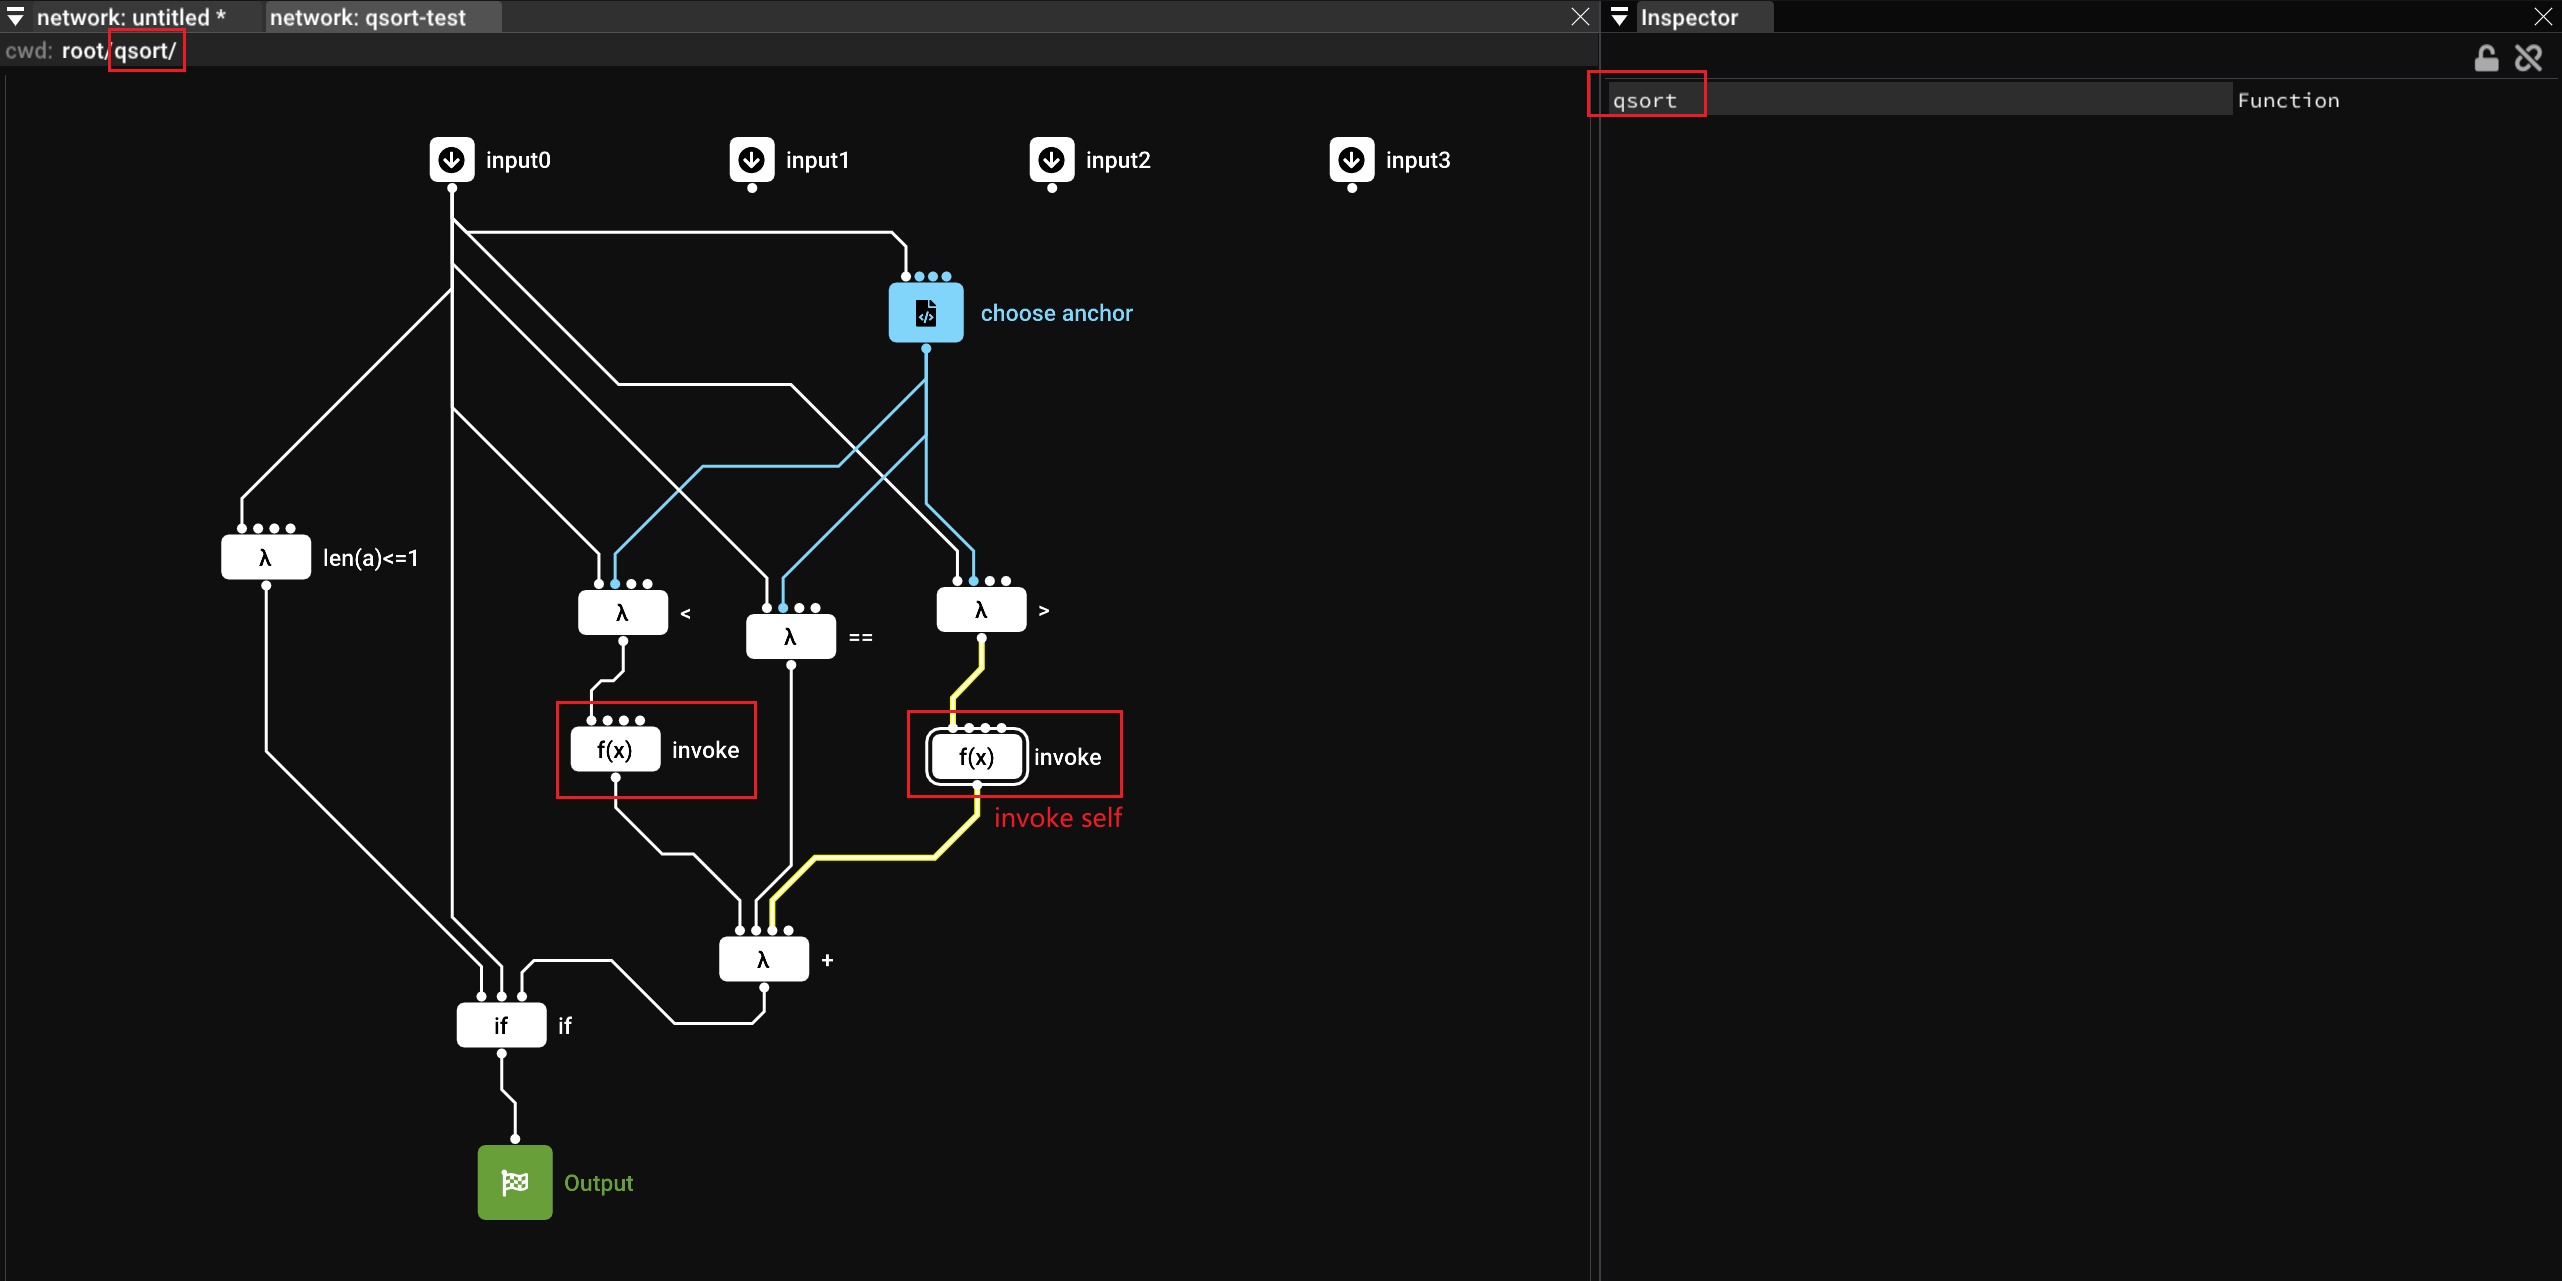 network: untitled *
network: qsort-test
Inspector
cwd: root/qsort/
qsort
Function
input0
input1
input2
input3
choose anchor
λ
len(a)<=1
λ
<
λ
==
λ
>
f(x)
invoke
f(x)
invoke
invoke self
λ
+
if
if
Output